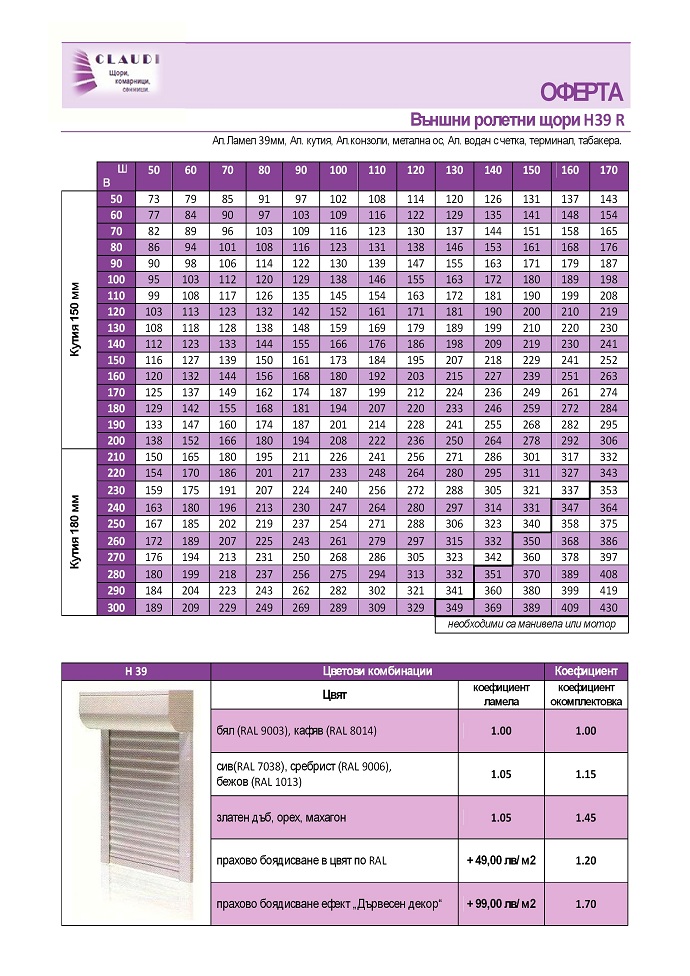 CLAUDI
Щори,
комарници,
сенници.
ОФЕРТА
Външни ролетни щори H39 R
Ал.Ламел 39мм, Ал. кутия, Ал.конзоли, метална ос, Ал. водач с четка, терминал, табакера.
Ш
В
50 60 70 80 90 100 110 120 130 140 150 160 170
Кутия 150 мм
50 73 79 85 91 97 102 108 114 120 126 131 137 143
60 77 84 90 97 103 109 116 122 129 135 141 148 154
70 82 89 96 103 109 116 123 130 137 144 151 158 165
80 86 94 101 108 116 123 131 138 146 153 161 168 176
90 90 98 106 114 122 130 139 147 155 163 171 179 187
100 95 103 112 120 129 138 146 155 163 172 180 189 198
110 99 108 117 126 135 145 154 163 172 181 190 199 208
120 103 113 123 132 142 152 161 171 181 190 200 210 219
130 108 118 128 138 148 159 169 179 189 199 210 220 230
140 112 123 133 144 155 166 176 186 198 209 219 230 241
150 116 127 139 150 161 173 184 195 207 218 229 241 252
160 120 132 144 156 168 180 192 203 215 227 239 251 263
170 125 137 149 162 174 187 199 212 224 236 249 261 274
180 129 142 155 168 181 194 207 220 233 246 259 272 284
190 133 147 160 174 187 201 214 228 241 255 268 282 295
200 138 152 166 180 194 208 222 236 250 264 278 292 306
Кутия 180 мм
210 150 165 180 195 211 226 241 256 271 286 301 317 332
220 154 170 186 201 217 233 248 264 280 295 311 327 343
230 159 175 191 207 224 240 256 272 288 305 321 337 353
240 163 180 196 213 230 247 264 280 297 314 331 347 364
250 167 185 202 219 237 254 271 288 306 323 340 358 375
260 172 189 207 225 243 261 279 297 315 332 350 368 386
270 176 194 213 231 250 268 286 305 323 342 360 378 397
280 180 199 218 237 256 275 294 313 332 351 370 389 408
290 184 204 223 243 262 282 302 321 341 360 380 399 419
300 189 209 229 249 269 289 309 329 349 369 389 409 430
необходими са манивела или мотор
H 39 Цветови комбинации Коефициент
Цвят коефициент ламела коефициент окомплектовка
бял (RAL 9003), кафяв (RAL 8014) 1.00 1.00
сив(RAL 7038), сребрист (RAL 9006),
бежов (RAL 1013) 1.05 1.15
златен дъб, орех, махагон 1.05 1.45
прахово боядисване в цвят по RAL + 49,00 лв/ м2 1.20
прахово боядисване ефект „Дървесен декор“ + 99,00 лв/ м2 1.70